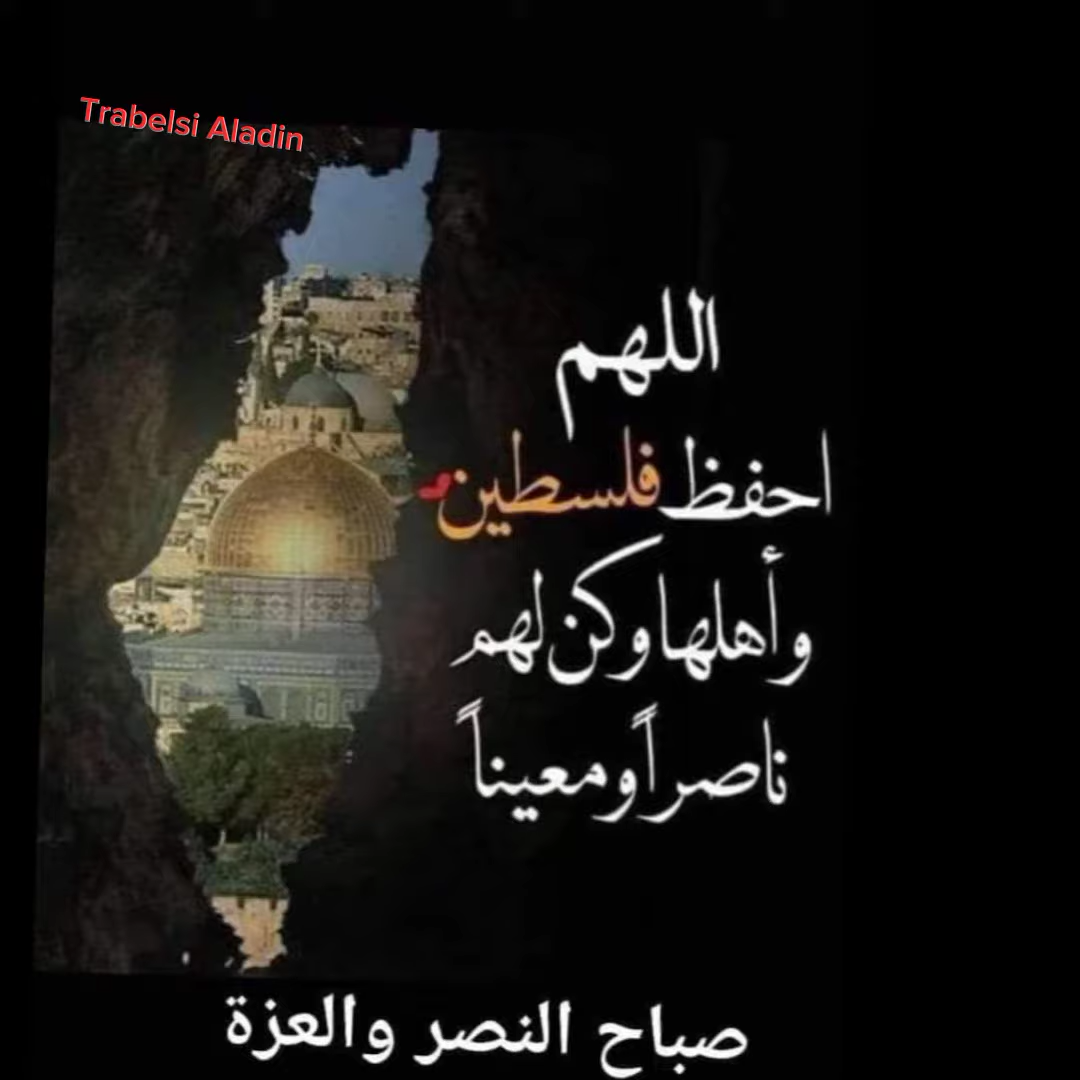 Trabelsi Aladin
اللهم
احفظ فلسطين
وأهلها وكن لهم
ناصراً ومعيناً
صباح النصر والعزة